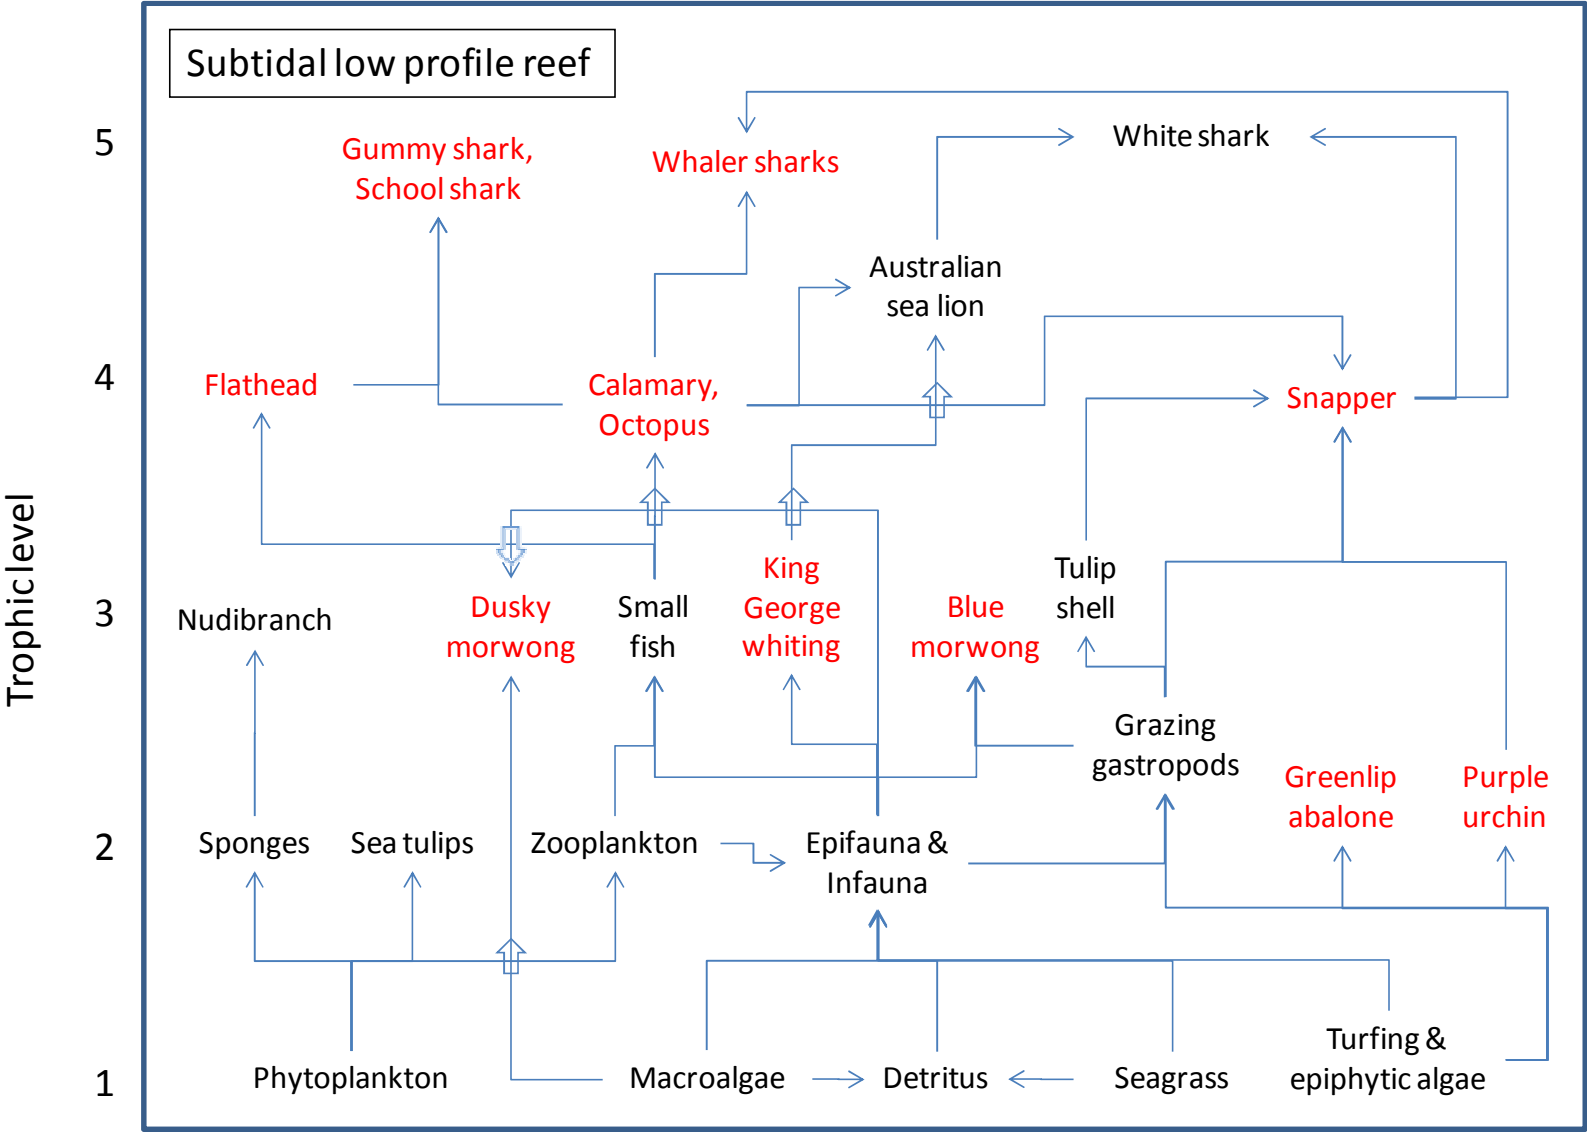 Subtidal low profile reef
Trophic level
5
Gummy shark,
School shark
Whaler sharks
White shark
Australian
sea lion
4
Flathead
Calamary,
Octopus
Snapper
3
Nudibranch
Dusky
morwong
Small
fish
King
George
whiting
Blue
morwong
Tulip
shell
Grazing
gastropods
Greenlip
abalone
Purple
urchin
2
Sponges
Sea tulips
Zooplankton
Epifauna &
Infauna
1
Phytoplankton
Macroalgae
Detritus
Seagrass
Turfing &
epiphytic algae